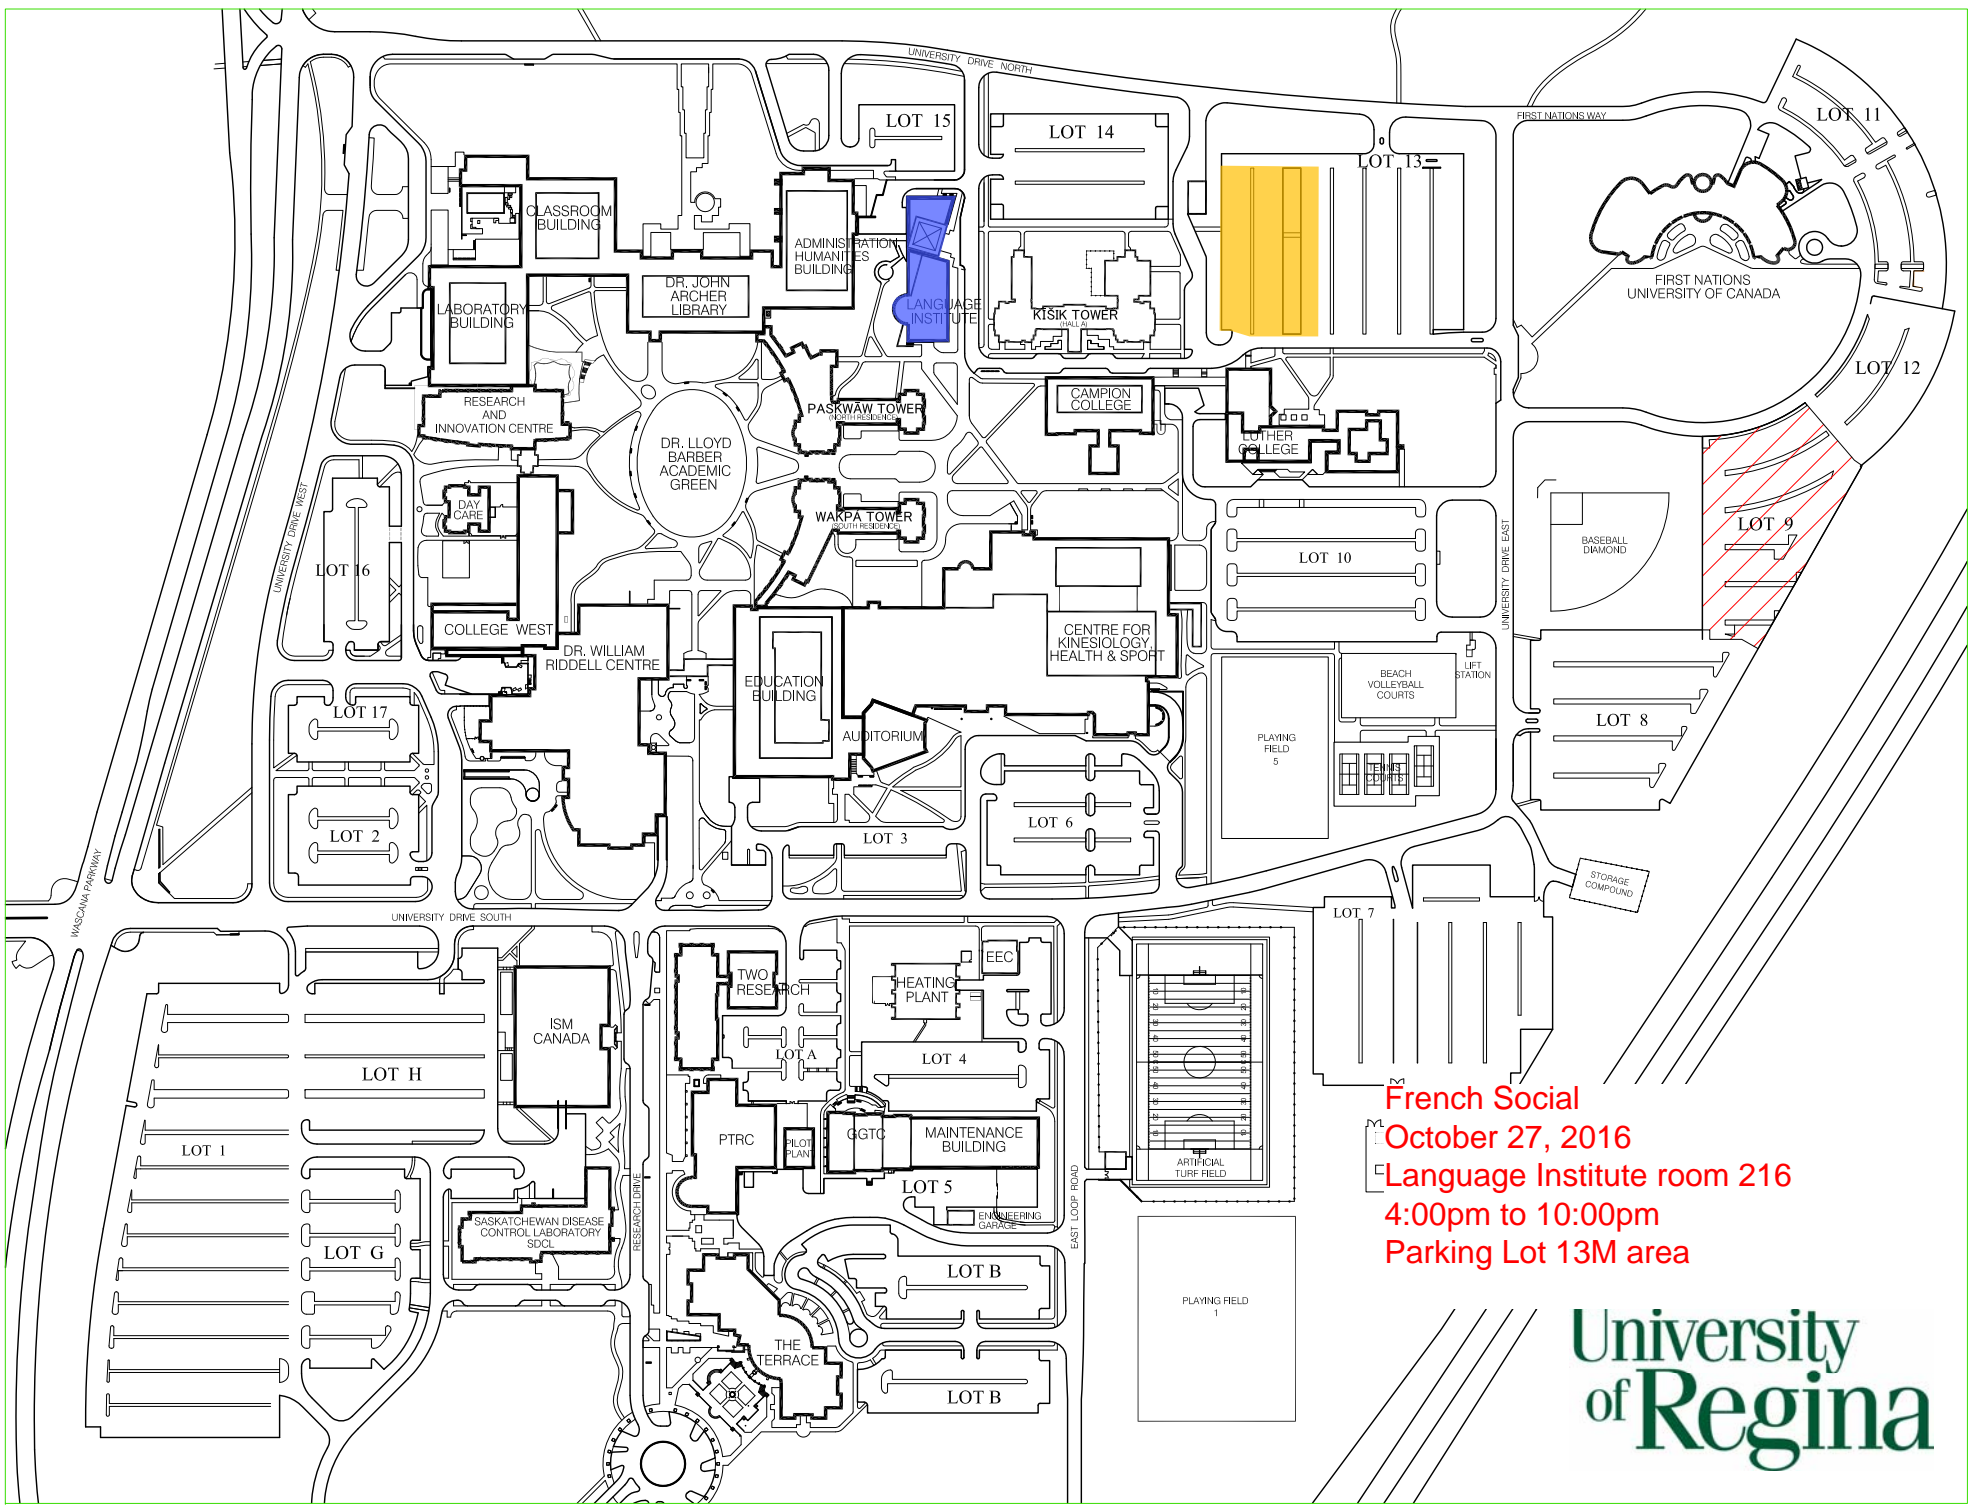 UNIVERSITY DRIVE NORTH
FIRST NATIONS WAY
LOT 11
LOT 15
LOT 14
LOT 13
CLASSROOM
BUILDING
ADMINISTRATION
HUMANITIES
BUILDING
DR. JOHN
ARCHER
LIBRARY
LABORATORY
BUILDING
LANGUAGE
INSTITUTE
KĪŠIK TOWER
(HALL A)
FIRST NATIONS
UNIVERSITY OF CANADA
LOT 12
RESEARCH
AND
INNOVATION CENTRE
PASKWĀW TOWER
(NORTH RESIDENCE)
CAMPION
COLLEGE
LUTHER
COLLEGE
DR. LLOYD
BARBER
ACADEMIC
GREEN
DAY
CARE
WAKPÁ TOWER
(SOUTH RESIDENCE)
UNIVERSITY DRIVE WEST
LOT 16
LOT 10
UNIVERSITY DRIVE EAST
BASEBALL
DIAMOND
LOT 9
COLLEGE WEST
DR. WILLIAM
RIDDELL CENTRE
CENTRE FOR
KINESIOLOGY,
HEALTH & SPORT
EDUCATION
BUILDING
AUDITORIUM
BEACH
VOLLEYBALL
COURTS
LIFT
STATION
LOT 17
LOT 8
PLAYING
FIELD
5
TENNIS
COURTS
LOT 2
LOT 3
LOT 6
STORAGE
COMPOUND
WASCANA PARKWAY
UNIVERSITY DRIVE SOUTH
LOT 7
TWO
RESEARCH
HEATING
PLANT
EEC
ISM
CANADA
LOT A
LOT 4
LOT H
LOT 1
PTRC
PILOT
PLANT
GGTC
MAINTENANCE
BUILDING
ARTIFICIAL
TURF FIELD
LOT 5
ENGINEERING
GARAGE
EAST LOOP ROAD
RESEARCH DRIVE
SASKATCHEWAN DISEASE
CONTROL LABORATORY
SDCL
LOT G
LOT B
THE
TERRACE
LOT B
PLAYING FIELD
1
French Social
October 27, 2016
Language Institute room 216
4:00pm to 10:00pm
Parking Lot 13M area
University
of Regina